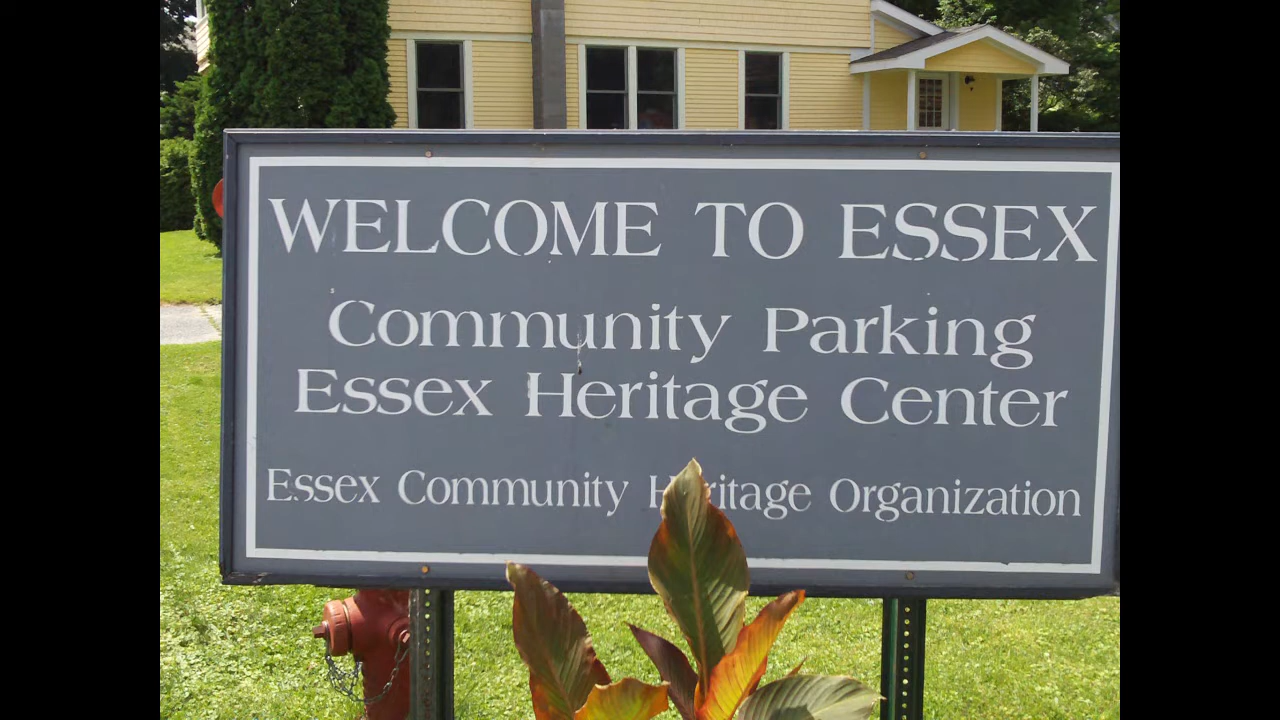 WELCOME TO ESSEX
Community Parking
Essex Heritage Center
Essex Community Heritage Organization